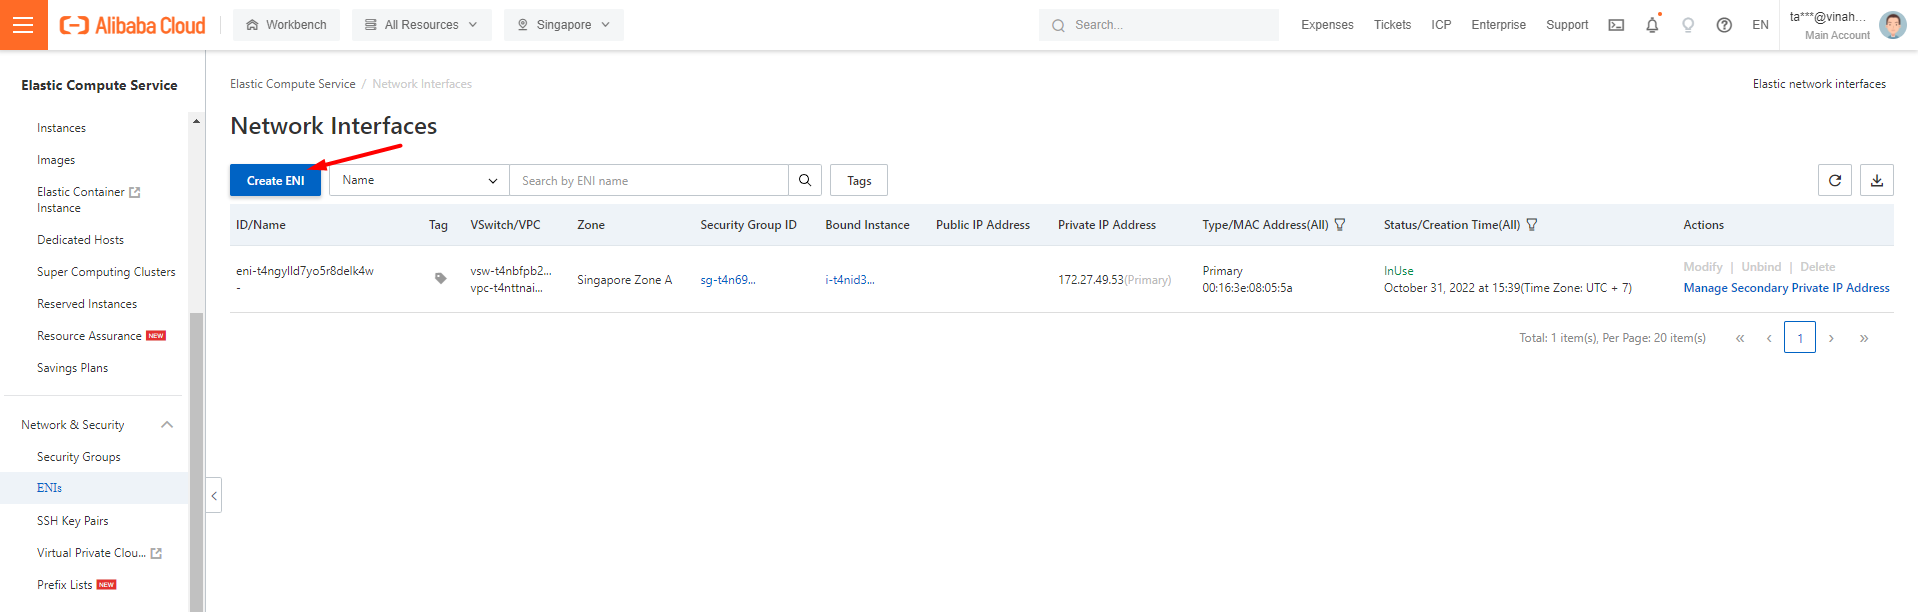 Alibaba Cloud
Workbench
All Resources
Singapore
Search...
Expenses
Tickets
ICP
Enterprise
Support
EN
ta***@vinah...
Main Account
Elastic Compute Service
Instances
Images
Elastic Container
Instance
Dedicated Hosts
Super Computing Clusters
Reserved Instances
Resource Assurance NEW
Savings Plans
Network & Security
Security Groups
ENIs
SSH Key Pairs
Virtual Private Clou...
Prefix Lists NEW
Elastic Compute Service / Network Interfaces
Elastic network interfaces
Network Interfaces
Create ENI
Name
Search by ENI name
Tags
ID/Name
Tag
VSwitch/VPC
Zone
Security Group ID
Bound Instance
Public IP Address
Private IP Address
Type/MAC Address(All)
Status/Creation Time(All)
Actions
eni-t4ngylld7yo5r8delk4w
-
vsw-t4nbfpb2...
vpc-t4nttnai...
Singapore Zone A
sg-t4n69...
i-t4nid3...
172.27.49.53(Primary)
Primary
00:16:3e:08:05:5a
InUse
October 31, 2022 at 15:39(Time Zone: UTC + 7)
Modify | Unbind | Delete
Manage Secondary Private IP Address
Total: 1 item(s), Per Page: 20 item(s)
« ‹ 1 › »